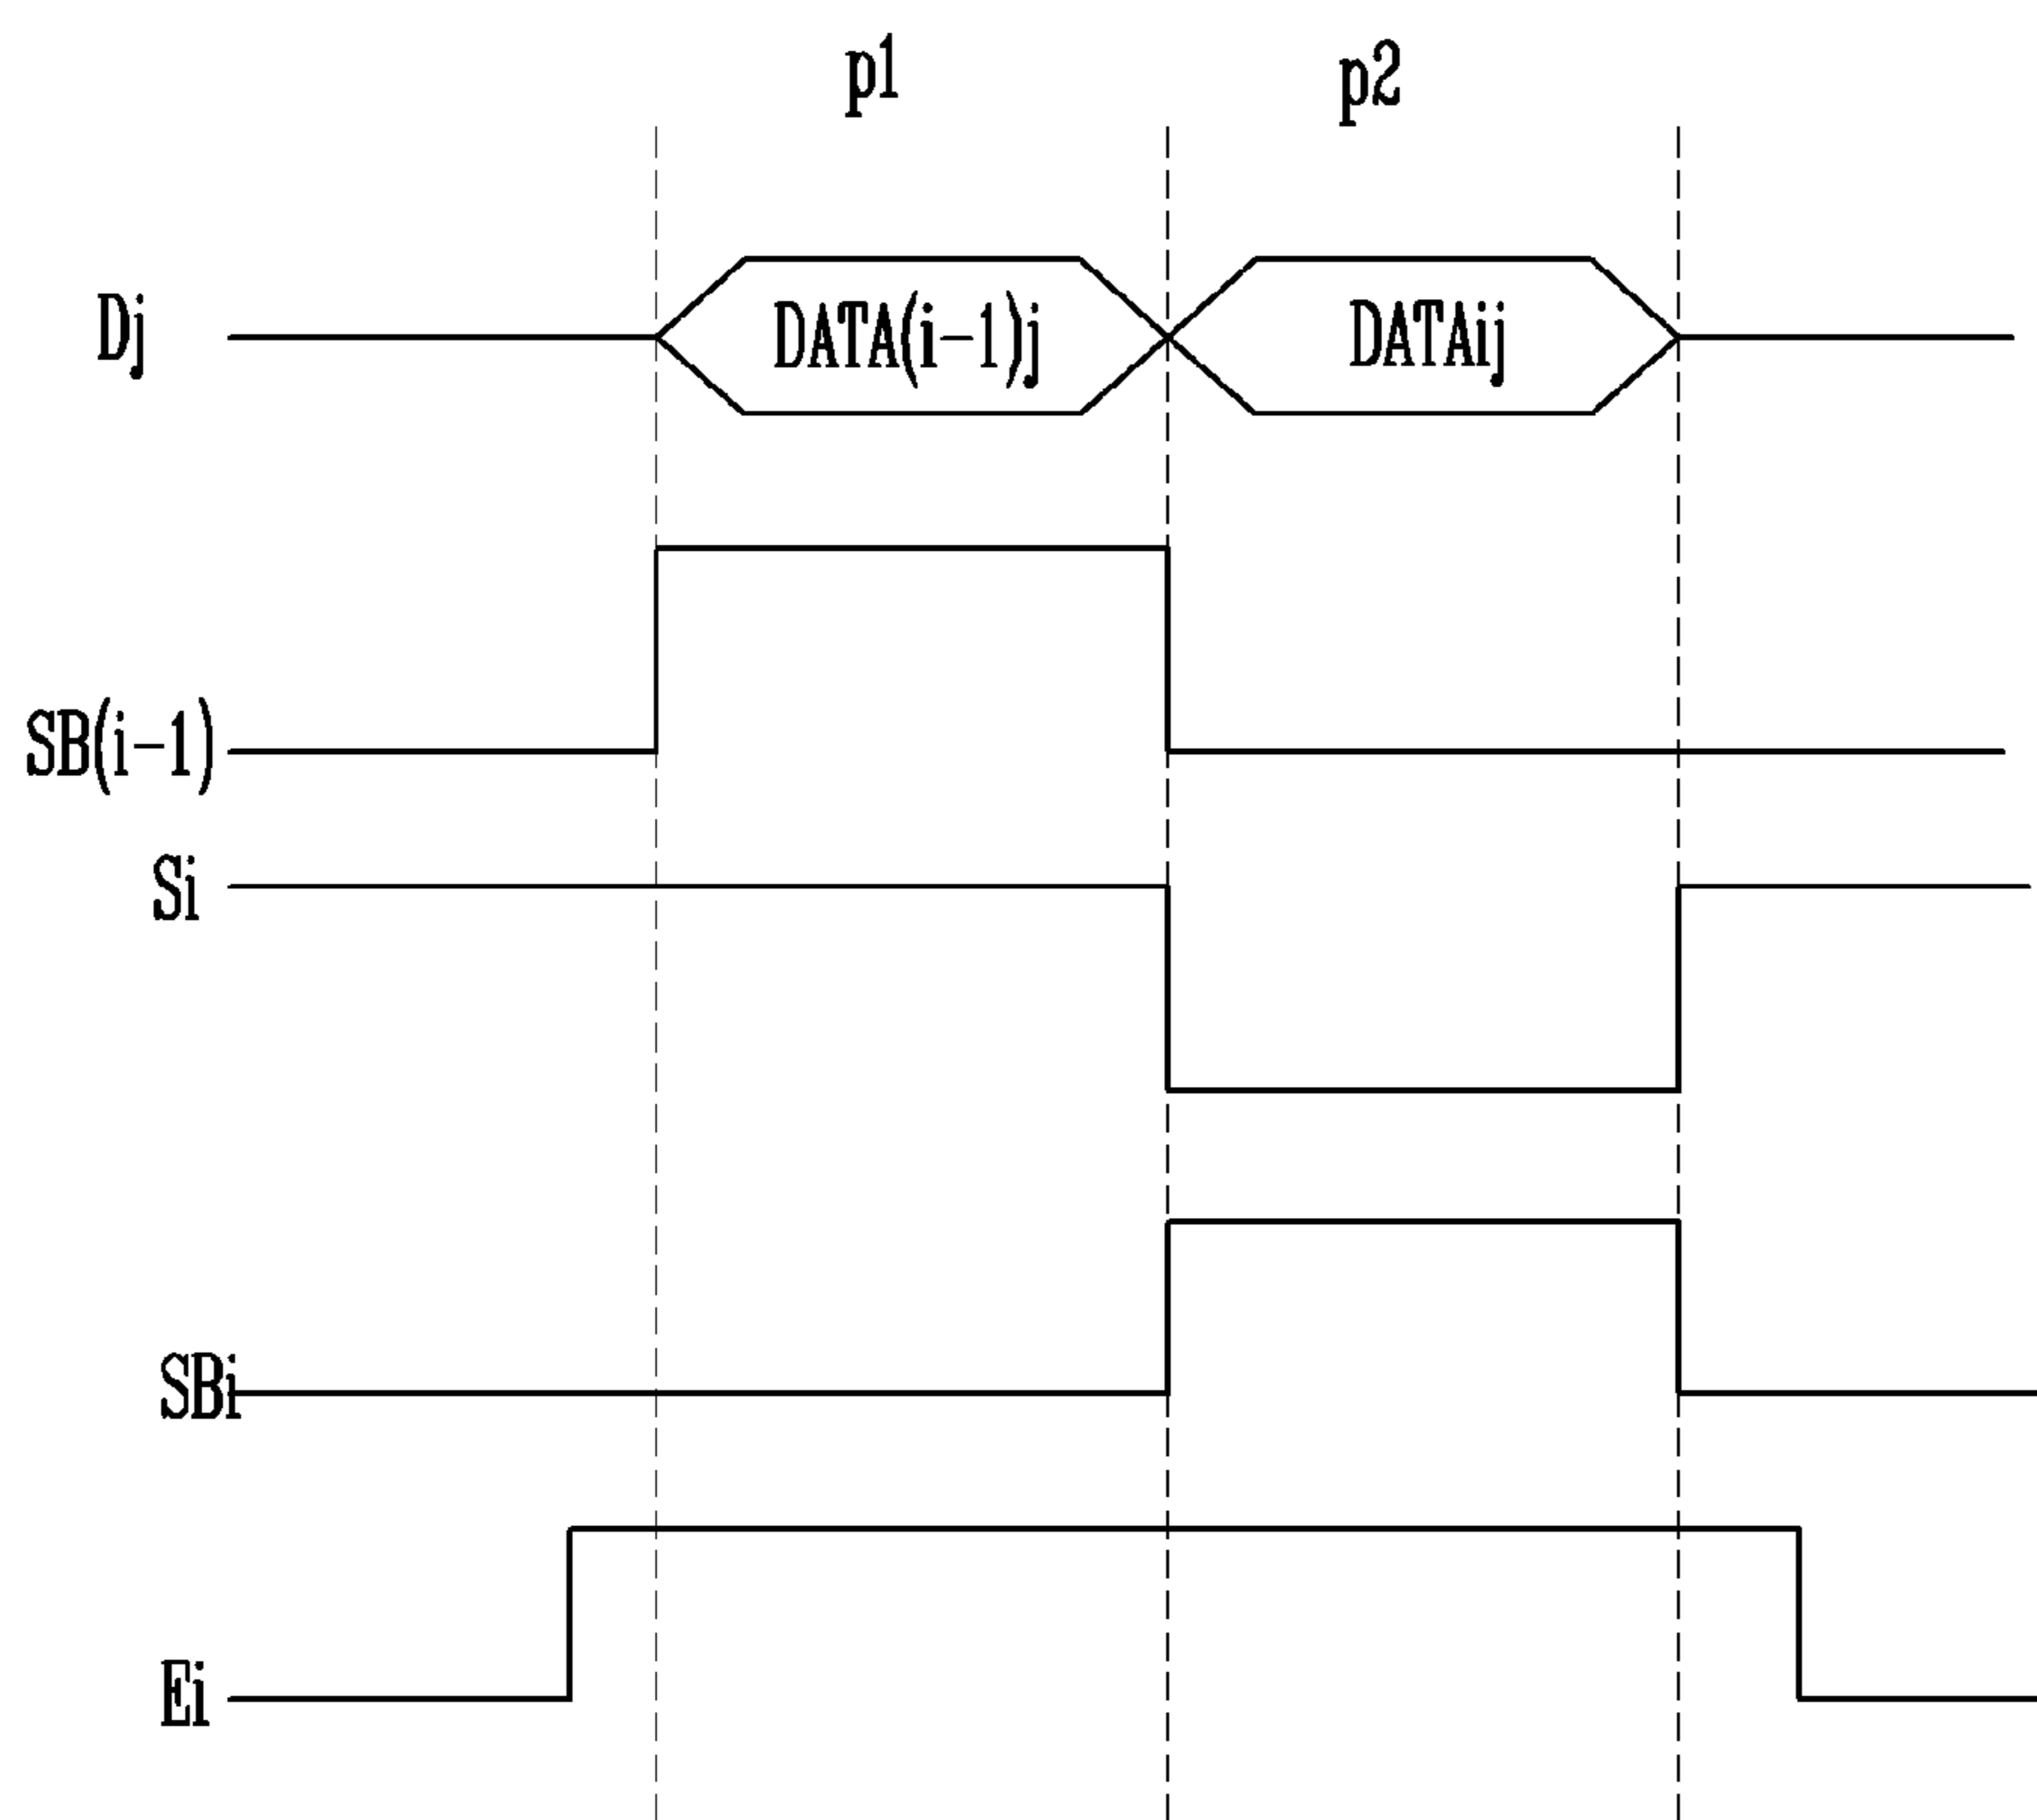 p1 p2
Dj DATA(i-1)j DATAij
SB(i-1)
Si
SBi
Ei